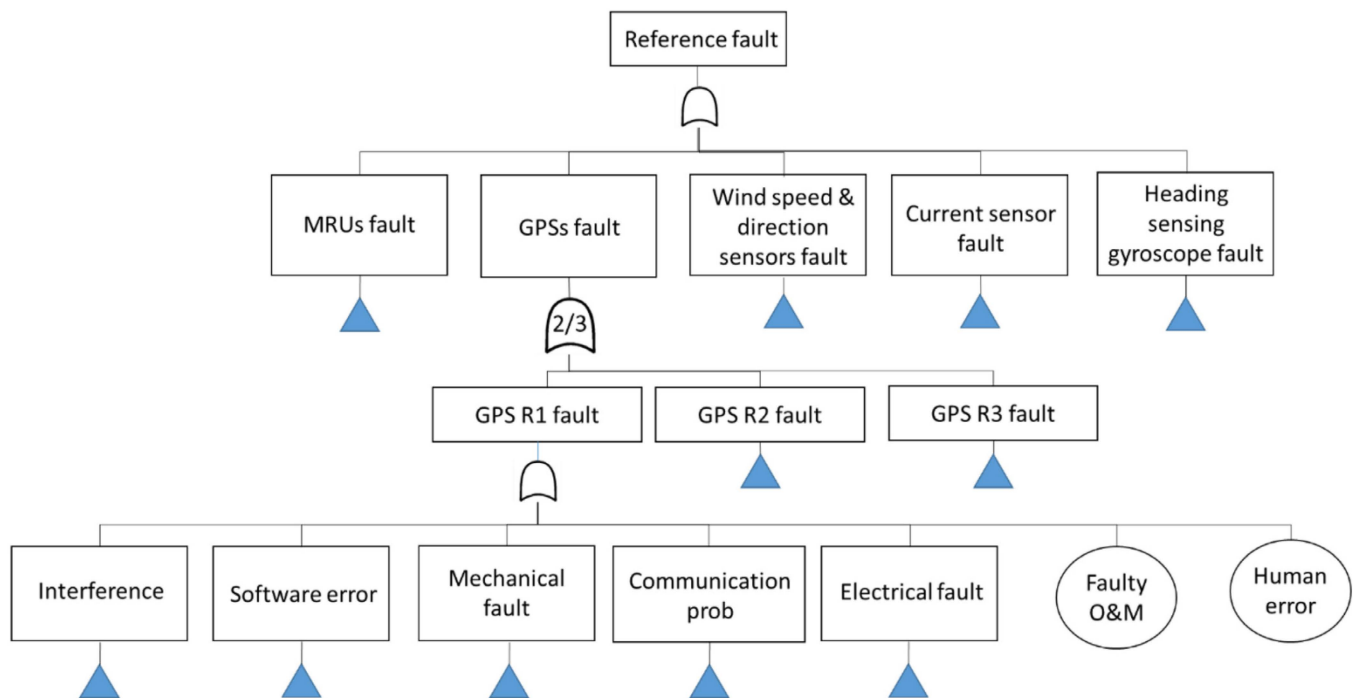 Reference fault
MRUs fault
GPSs fault
Wind speed &
direction
sensors fault
Current sensor
fault
Heading
sensing
gyroscope fault
2/3
GPS R1 fault
GPS R2 fault
GPS R3 fault
Interference
Software error
Mechanical
fault
Communication
prob
Electrical fault
Faulty
O&M
Human
error